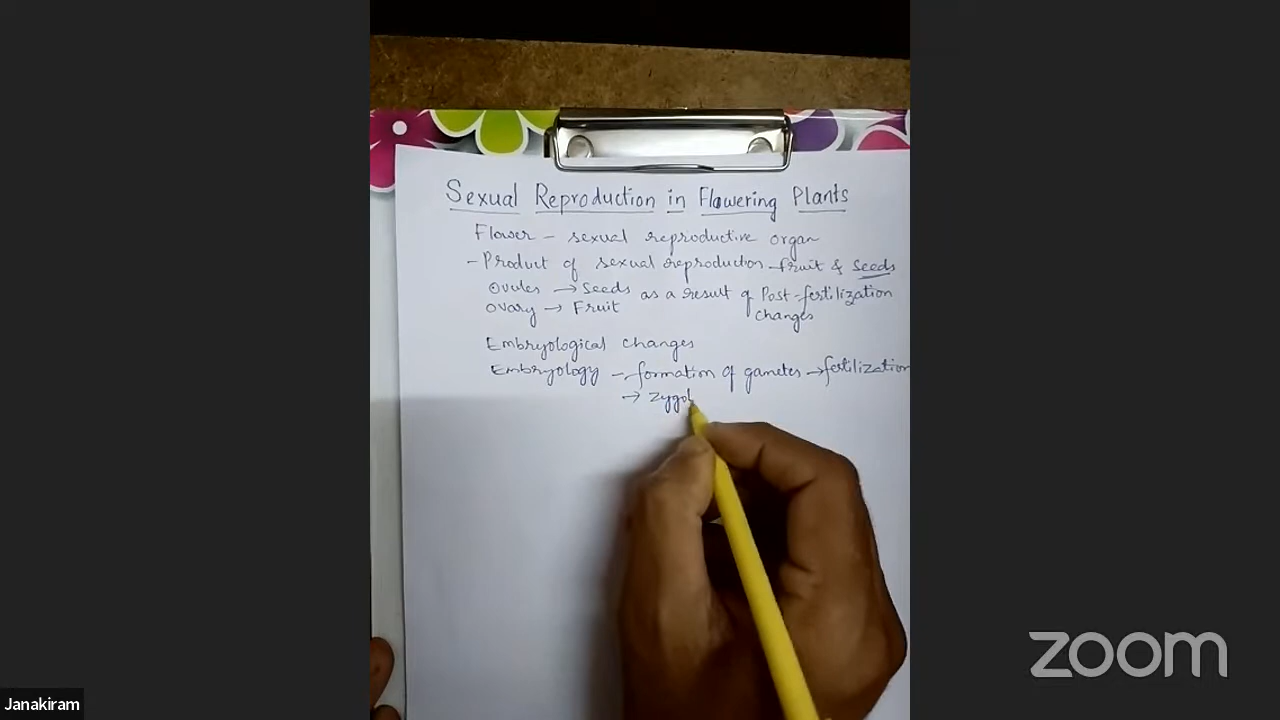 Sexual Reproduction in Flowering Plants
Flower - sexual reproductive organ
- Product of sexual reproduction - fruit & seeds
Ovules → Seeds as a result of Post-fertilization
Ovary → Fruit changes
Embryological changes
Embryology - formation of gametes → fertilization
→ Zygot
zoom
Janakiram